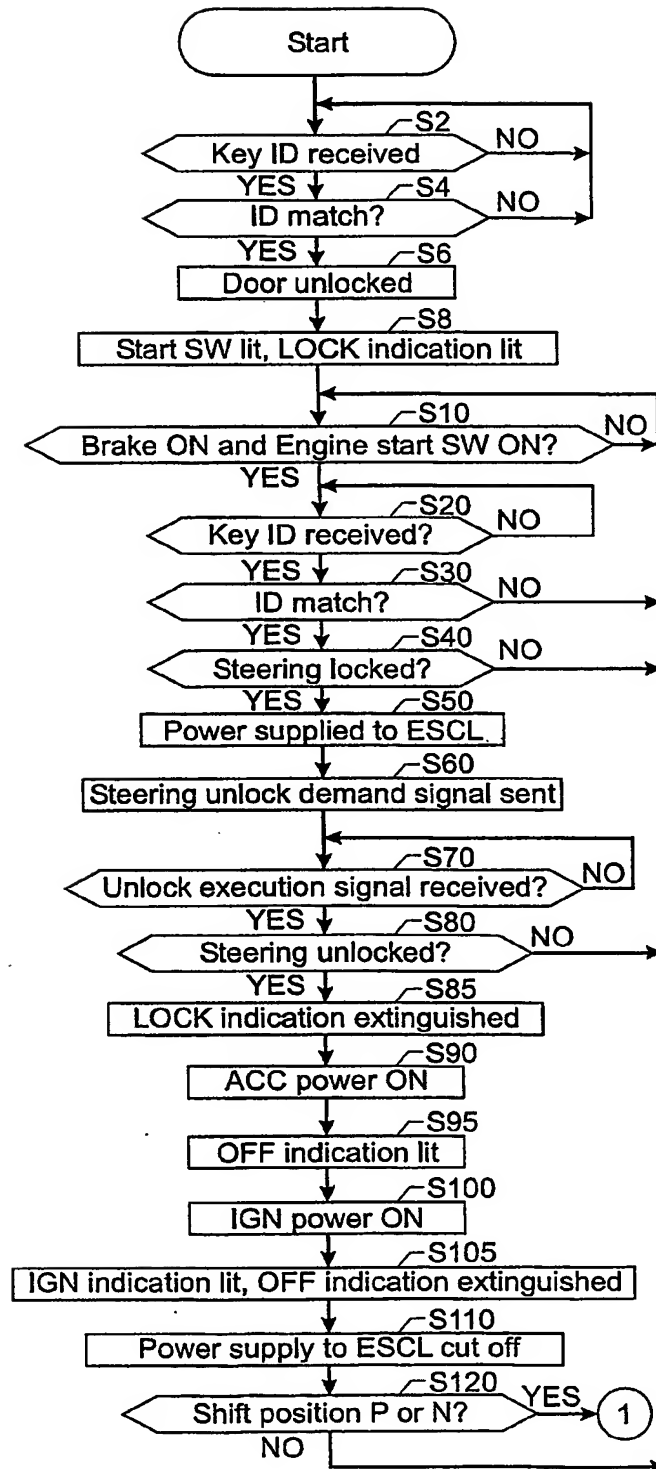 Start
S2
Key ID received
NO
YES
S4
ID match?
NO
YES
S6
Door unlocked
S8
Start SW lit, LOCK indication lit
S10
Brake ON and Engine start SW ON?
NO
YES
S20
Key ID received?
NO
YES
S30
ID match?
NO
YES
S40
Steering locked?
NO
YES
S50
Power supplied to ESCL
S60
Steering unlock demand signal sent
S70
Unlock execution signal received?
NO
YES
S80
Steering unlocked?
NO
YES
S85
LOCK indication extinguished
S90
ACC power ON
S95
OFF indication lit
S100
IGN power ON
S105
IGN indication lit, OFF indication extinguished
S110
Power supply to ESCL cut off
S120
Shift position P or N?
YES
1
NO